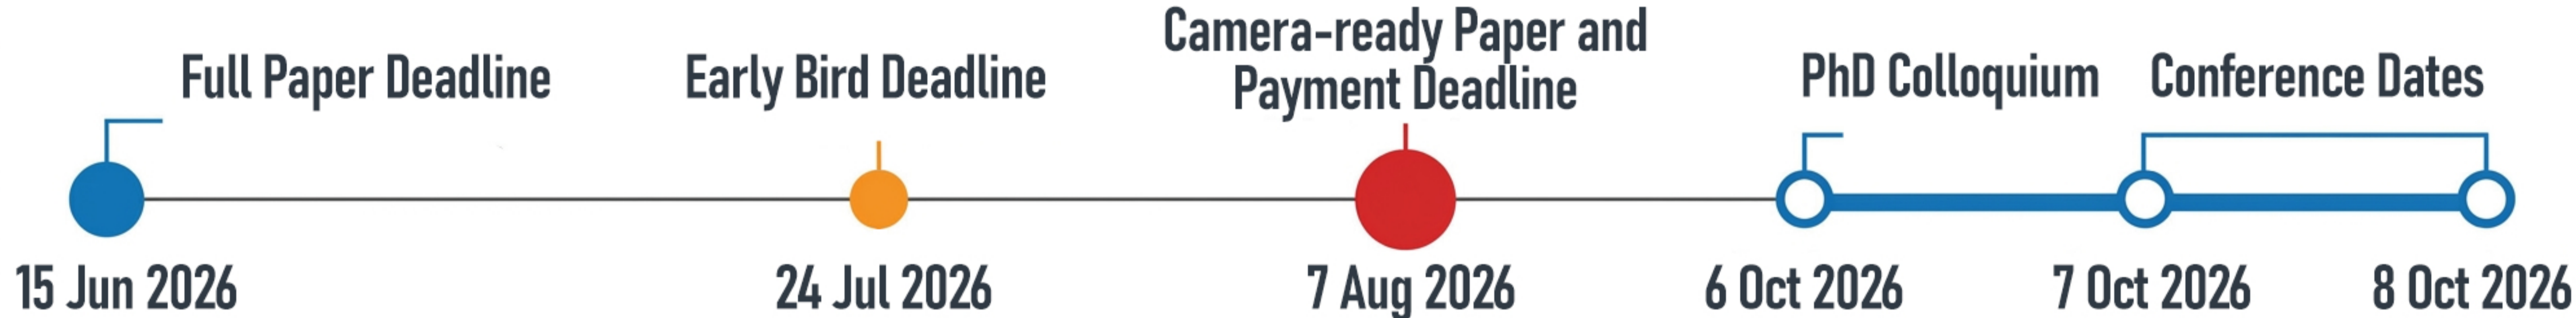 Full Paper Deadline
Early Bird Deadline
Camera-ready Paper and
Payment Deadline
PhD Colloquium
Conference Dates
15 Jun 2026
24 Jul 2026
7 Aug 2026
6 Oct 2026
7 Oct 2026
8 Oct 2026